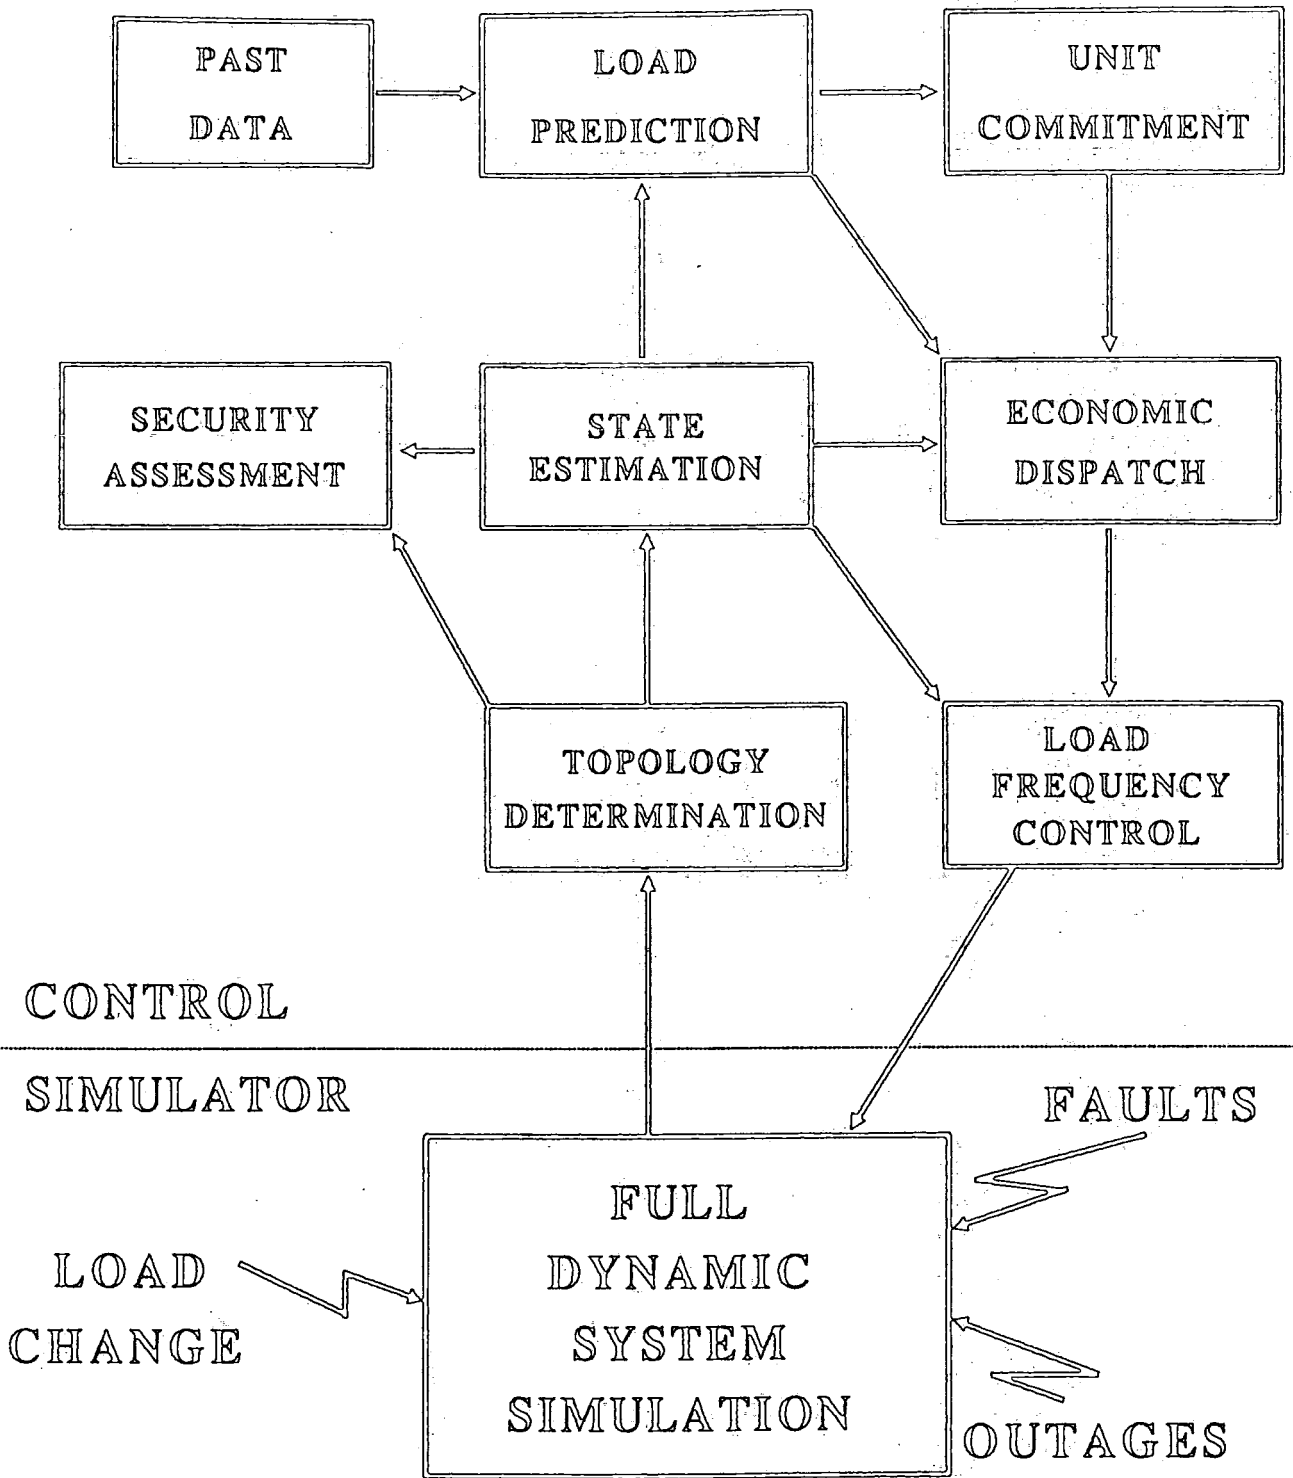 PAST
DATA
LOAD
PREDICTION
UNIT
COMMITMENT
SECURITY
ASSESSMENT
STATE
ESTIMATION
ECONOMIC
DISPATCH
TOPOLOGY
DETERMINATION
LOAD
FREQUENCY
CONTROL
CONTROL
SIMULATOR
FAULTS
LOAD
CHANGE
FULL
DYNAMIC
SYSTEM
SIMULATION
OUTAGES